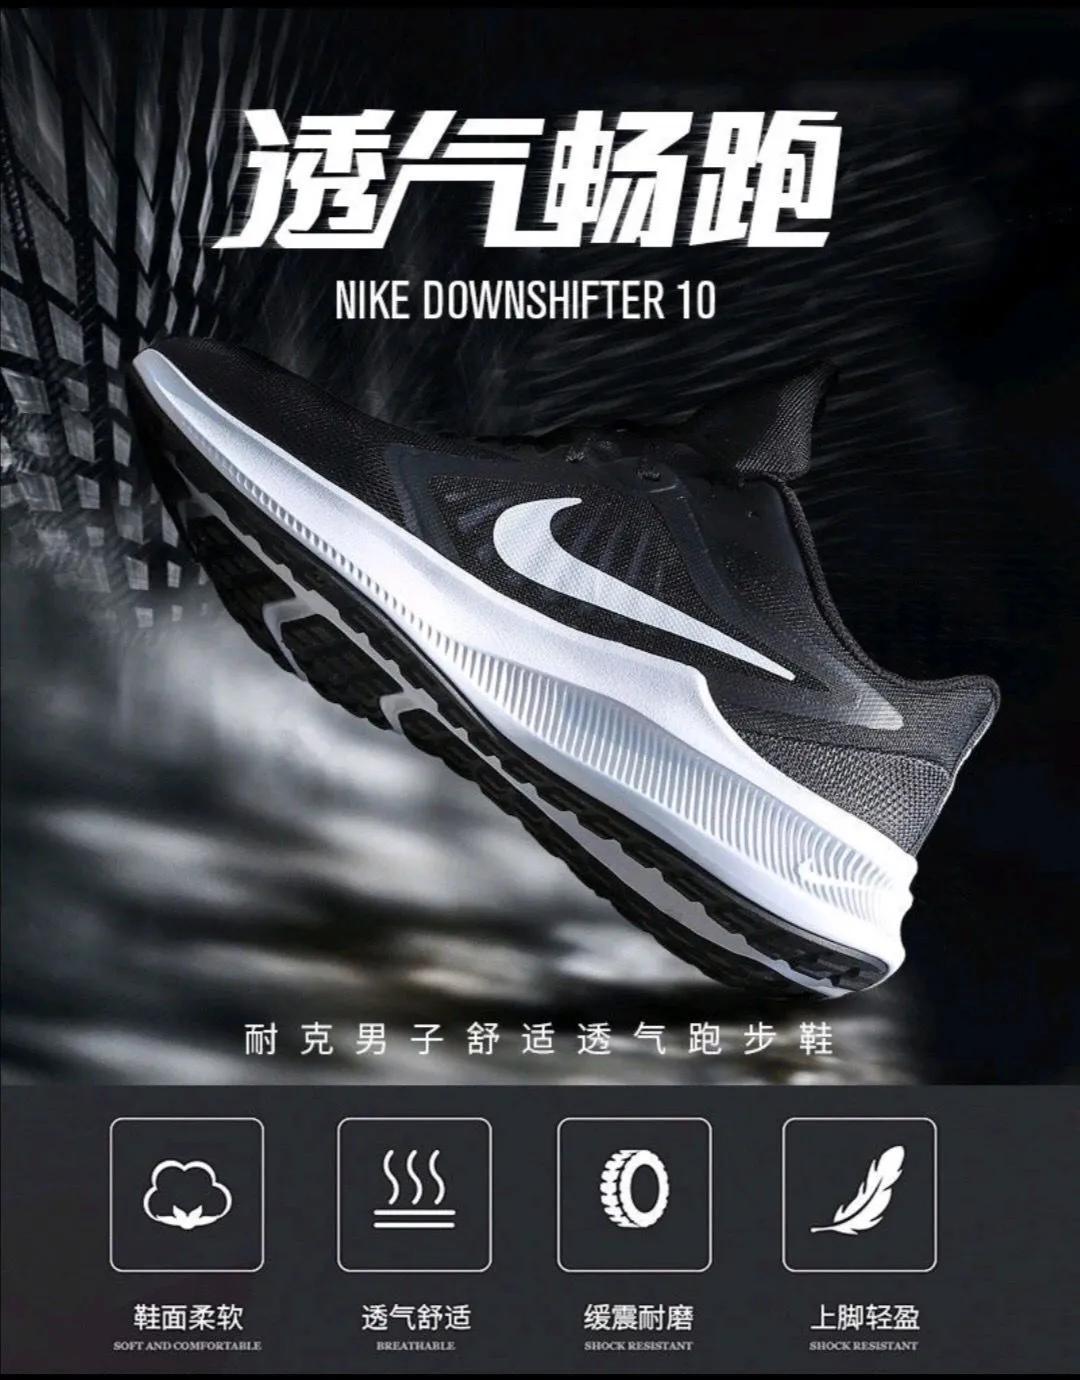 透气畅跑
NIKE DOWNSHIFTER 10
耐克男子舒适透气跑步鞋
鞋面柔软
SOFT AND COMFORTABLE
透气舒适
BREATHABLE
缓震耐磨
SHOCK RESISTANT
上脚轻盈
SHOCK RESISTANT